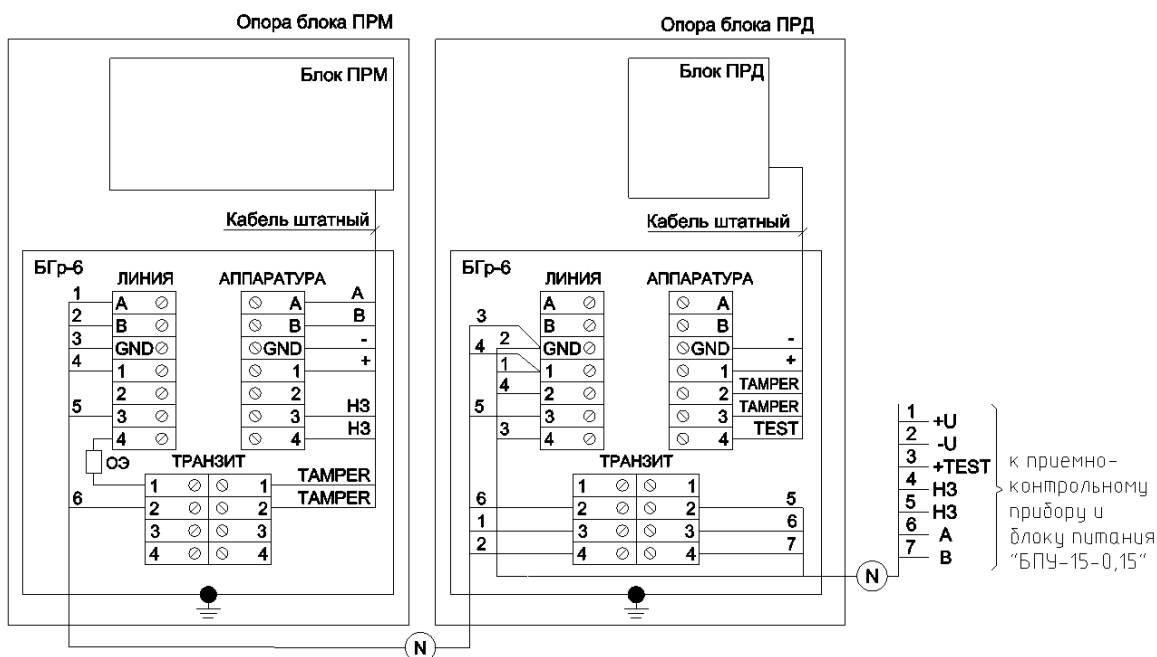 Опора блока ПРМ
Блок ПРМ
Кабель штатный
БГр-6
ЛИНИЯ
АППАРАТУРА
1 A A A
2 B B B
3 GND GND -
4 1 1 +
2 2
5 3 3 НЗ
4 4 НЗ
ОЭ
ТРАНЗИТ
1 1 TAMPER
6 2 2 TAMPER
3 3
4 4
N
Опора блока ПРД
Блок ПРД
Кабель штатный
БГр-6
ЛИНИЯ
АППАРАТУРА
A A
3 B B
2 GND GND -
4 1 1 1 +
4 2 2 TAMPER
5 3 3 TAMPER
3 4 4 TEST
ТРАНЗИТ
1 1
6 2 2 5
1 3 3 6
2 4 4 7
N
1 +U
2 -U
3 +TEST
4 НЗ
5 НЗ
6 A
7 B
к приемно-
контрольному
прибору и
блоку питания
"БПУ-15-0,15"